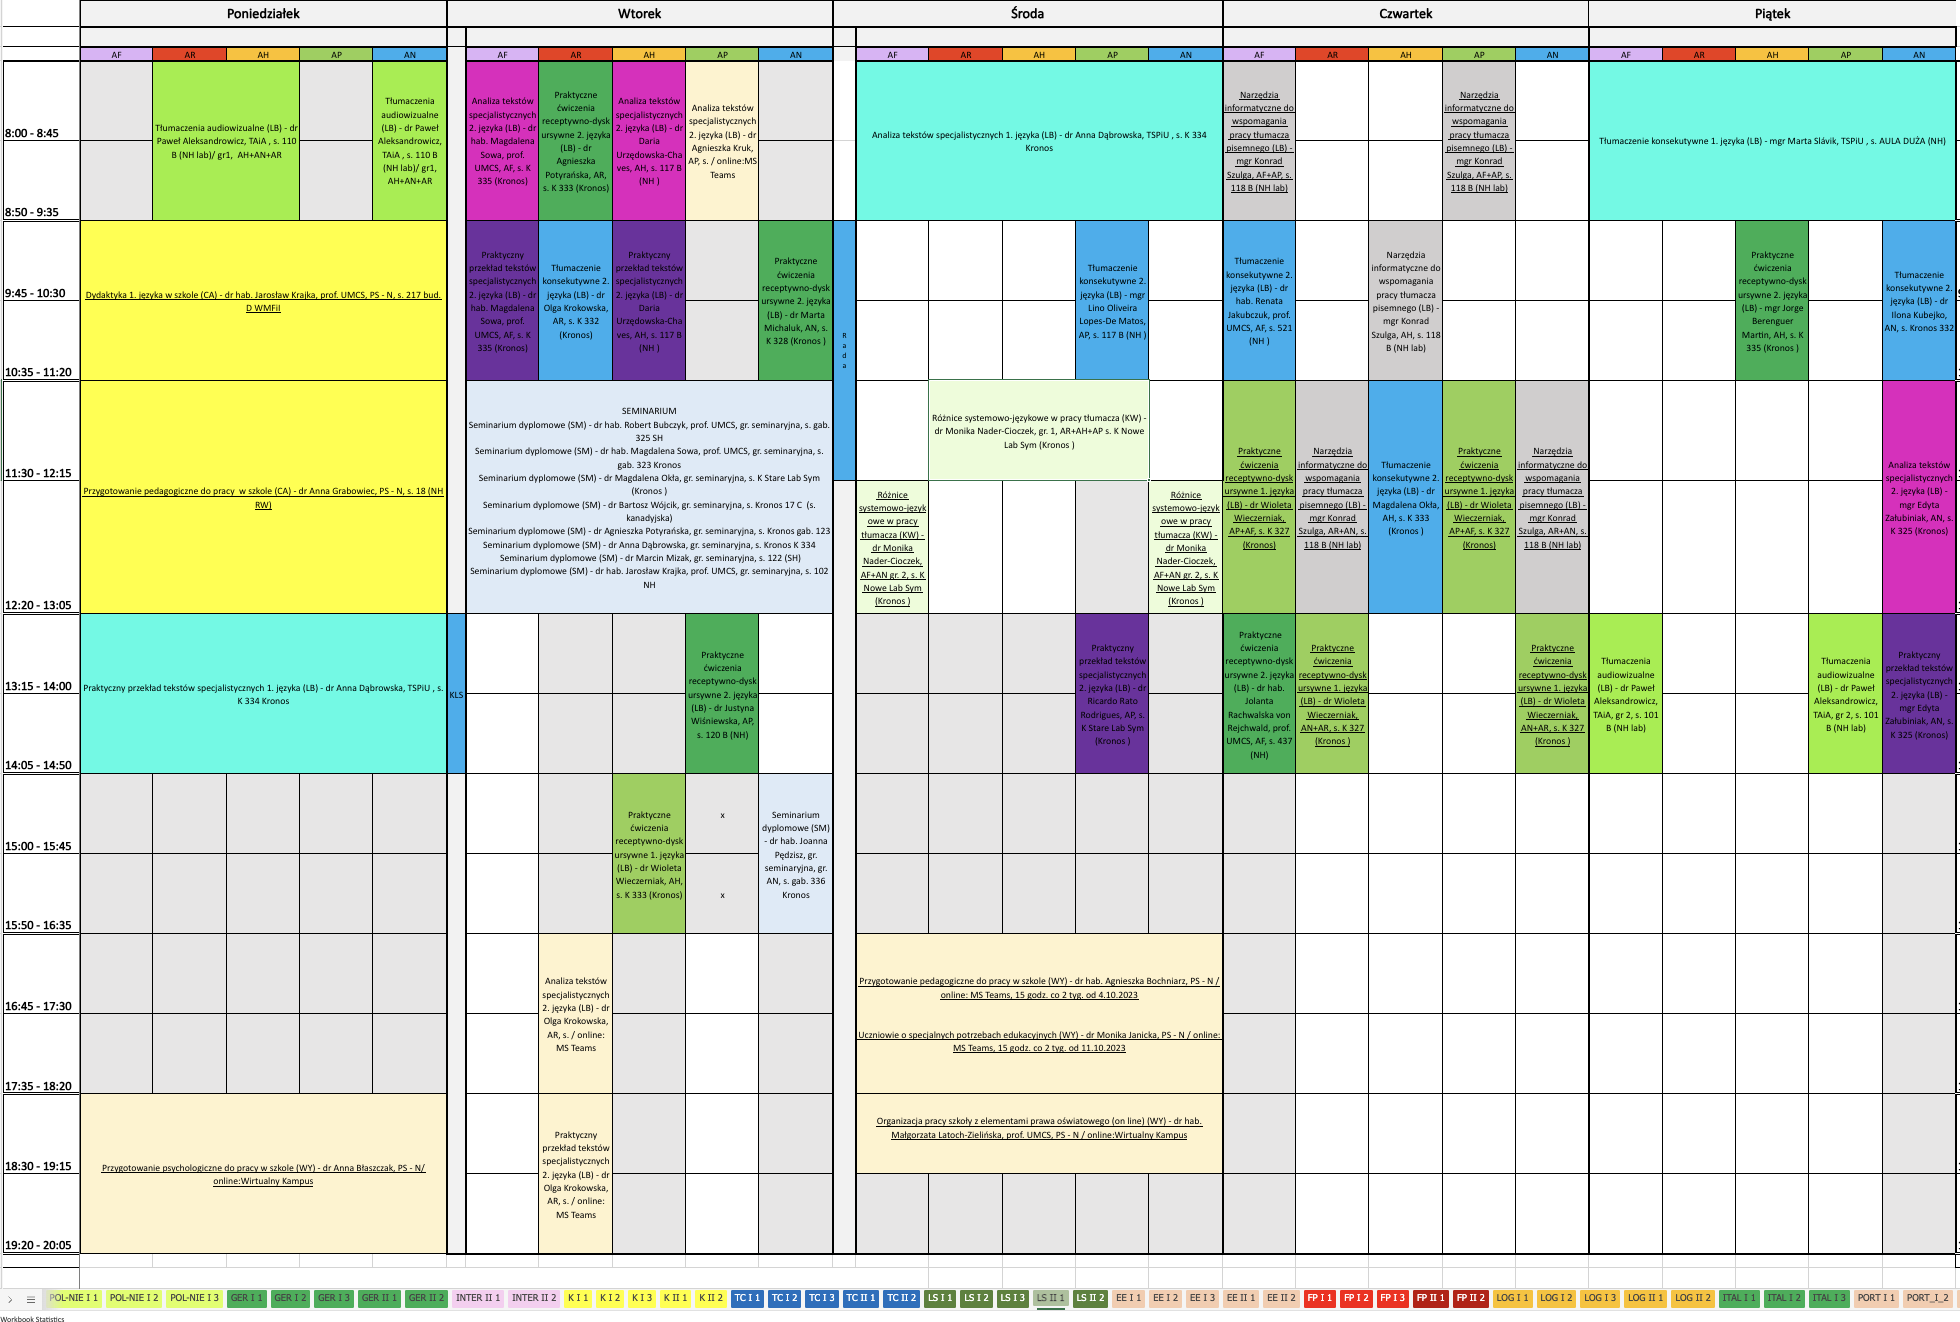 Poniedziałek
Wtorek
Środa
Czwartek
Piątek
AF
AR
AH
AP
AN
AF
AR
AH
AP
AN
AF
AR
AH
AP
AN
AF
AR
AH
AP
AN
AF
AR
AH
AP
AN
8:00 - 8:45
8:50 - 9:35
Tłumaczenia audiowizualne (LB) - dr
Paweł Aleksandrowicz, TAiA , s. 110
B (NH lab)/ gr1,  AH+AN+AR
Tłumaczenia
audiowizualne
(LB) - dr Paweł
Aleksandrowicz,
TAiA , s. 110 B
(NH lab)/ gr1,
AH+AN+AR
Analiza tekstów
specjalistycznych
2. języka (LB) - dr
hab. Magdalena
Sowa, prof.
UMCS, AF, s. K
335 (Kronos)
Praktyczne
ćwiczenia
receptywno-dysk
ursywne 2. języka
(LB) - dr
Agnieszka
Potyrańska, AR,
s. K 333 (Kronos)
Analiza tekstów
specjalistycznych
2. języka (LB) - dr
Daria
Urzędowska-Cha
ves, AH, s. 117 B
(NH )
Analiza tekstów
specjalistycznych
2. języka (LB) - dr
Agnieszka Kruk,
AP, s. / online:MS
Teams
Analiza tekstów specjalistycznych 1. języka (LB) - dr Anna Dąbrowska, TSPiU , s. K 334
Kronos
Narzędzia
informatyczne do
wspomagania
pracy tłumacza
pisemnego (LB) -
mgr Konrad
Szulga, AF+AP, s.
118 B (NH lab)
Narzędzia
informatyczne do
wspomagania
pracy tłumacza
pisemnego (LB) -
mgr Konrad
Szulga, AF+AP, s.
118 B (NH lab)
Tłumaczenie konsekutywne 1. języka (LB) - mgr Marta Slávik, TSPiU , s. AULA DUŻA (NH)
9:45 - 10:30
10:35 - 11:20
Dydaktyka 1. języka w szkole (CA) - dr hab. Jarosław Krajka, prof. UMCS, PS - N, s. 217 bud.
D WMFiI
Praktyczny
przekład tekstów
specjalistycznych
2. języka (LB) - dr
hab. Magdalena
Sowa, prof.
UMCS, AF, s. K
335 (Kronos)
Tłumaczenie
konsekutywne 2.
języka (LB) - dr
Olga Krokowska,
AR, s. K 332
(Kronos)
Praktyczny
przekład tekstów
specjalistycznych
2. języka (LB) - dr
Daria
Urzędowska-Cha
ves, AH, s. 117 B
(NH )
Praktyczne
ćwiczenia
receptywno-dysk
ursywne 2. języka
(LB) - dr Marta
Michaluk, AN, s.
K 328 (Kronos )
R
a
d
a
Tłumaczenie
konsekutywne 2.
języka (LB) - mgr
Lino Oliveira
Lopes-De Matos,
AP, s. 117 B (NH )
Tłumaczenie
konsekutywne 2.
języka (LB) - dr
hab. Renata
Jakubczuk, prof.
UMCS, AF, s. 521
(NH )
Narzędzia
informatyczne do
wspomagania
pracy tłumacza
pisemnego (LB) -
mgr Konrad
Szulga, AH, s. 118
B (NH lab)
Praktyczne
ćwiczenia
receptywno-dysk
ursywne 2. języka
(LB) - mgr Jorge
Berenguer
Martin, AH, s. K
335 (Kronos )
Tłumaczenie
konsekutywne 2.
języka (LB) - dr
Ilona Kubejko,
AN, s. Kronos 332
11:30 - 12:15
12:20 - 13:05
Przygotowanie pedagogiczne do pracy  w szkole (CA) - dr Anna Grabowiec, PS - N, s. 18 (NH
RW)
SEMINARIUM
Seminarium dyplomowe (SM) - dr hab. Robert Bubczyk, prof. UMCS, gr. seminaryjna, s. gab.
325 SH
Seminarium dyplomowe (SM) - dr hab. Magdalena Sowa, prof. UMCS, gr. seminaryjna, s.
gab. 323 Kronos
Seminarium dyplomowe (SM) - dr Magdalena Okła, gr. seminaryjna, s. K Stare Lab Sym
(Kronos )
Seminarium dyplomowe (SM) - dr Bartosz Wójcik, gr. seminaryjna, s. Kronos 17 C  (s.
kanadyjska)
Seminarium dyplomowe (SM) - dr Agnieszka Potyrańska, gr. seminaryjna, s. Kronos gab. 123
Seminarium dyplomowe (SM) - dr Anna Dąbrowska, gr. seminaryjna, s. Kronos K 334
Seminarium dyplomowe (SM) - dr Marcin Mizak, gr. seminaryjna, s. 122 (SH)
Seminarium dyplomowe (SM) - dr hab. Jarosław Krajka, prof. UMCS, gr. seminaryjna, s. 102
NH
Różnice systemowo-językowe w pracy tłumacza (KW) -
dr Monika Nader-Cioczek, gr. 1, AR+AH+AP s. K Nowe
Lab Sym (Kronos )
Różnice
systemowo-język
owe w pracy
tłumacza (KW) -
dr Monika
Nader-Cioczek,
AF+AN gr. 2, s. K
Nowe Lab Sym
(Kronos )
Różnice
systemowo-język
owe w pracy
tłumacza (KW) -
dr Monika
Nader-Cioczek,
AF+AN gr. 2, s. K
Nowe Lab Sym
(Kronos )
Praktyczne
ćwiczenia
receptywno-dysk
ursywne 1. języka
(LB) - dr Wioleta
Wieczerniak,
AP+AF, s. K 327
(Kronos)
Narzędzia
informatyczne do
wspomagania
pracy tłumacza
pisemnego (LB) -
mgr Konrad
Szulga, AR+AN, s.
118 B (NH lab)
Tłumaczenie
konsekutywne 2.
języka (LB) - dr
Magdalena Okła,
AH, s. K 333
(Kronos )
Praktyczne
ćwiczenia
receptywno-dysk
ursywne 1. języka
(LB) - dr Wioleta
Wieczerniak,
AP+AF, s. K 327
(Kronos)
Narzędzia
informatyczne do
wspomagania
pracy tłumacza
pisemnego (LB) -
mgr Konrad
Szulga, AR+AN, s.
118 B (NH lab)
Analiza tekstów
specjalistycznych
2. języka (LB) -
mgr Edyta
Załubiniak, AN, s.
K 325 (Kronos)
13:15 - 14:00
14:05 - 14:50
Praktyczny przekład tekstów specjalistycznych 1. języka (LB) - dr Anna Dąbrowska, TSPiU , s.
K 334 Kronos
KLS
Praktyczne
ćwiczenia
receptywno-dysk
ursywne 2. języka
(LB) - dr Justyna
Wiśniewska, AP,
s. 120 B (NH)
Praktyczny
przekład tekstów
specjalistycznych
2. języka (LB) - dr
Ricardo Rato
Rodrigues, AP, s.
K Stare Lab Sym
(Kronos )
Praktyczne
ćwiczenia
receptywno-dysk
ursywne 2. języka
(LB) - dr hab.
Jolanta
Rachwalska von
Rejchwald, prof.
UMCS, AF, s. 437
(NH)
Praktyczne
ćwiczenia
receptywno-dysk
ursywne 1. języka
(LB) - dr Wioleta
Wieczerniak,
AN+AR, s. K 327
(Kronos )
Praktyczne
ćwiczenia
receptywno-dysk
ursywne 1. języka
(LB) - dr Wioleta
Wieczerniak,
AN+AR, s. K 327
(Kronos )
Tłumaczenia
audiowizualne
(LB) - dr Paweł
Aleksandrowicz,
TAiA, gr 2, s. 101
B (NH lab)
Tłumaczenia
audiowizualne
(LB) - dr Paweł
Aleksandrowicz,
TAiA, gr 2, s. 101
B (NH lab)
Praktyczny
przekład tekstów
specjalistycznych
2. języka (LB) -
mgr Edyta
Załubiniak, AN, s.
K 325 (Kronos)
15:00 - 15:45
15:50 - 16:35
Praktyczne
ćwiczenia
receptywno-dysk
ursywne 1. języka
(LB) - dr Wioleta
Wieczerniak, AH,
s. K 333 (Kronos)
x
x
Seminarium
dyplomowe (SM)
- dr hab. Joanna
Pędzisz, gr.
seminaryjna, gr.
AN, s. gab. 336
Kronos
16:45 - 17:30
17:35 - 18:20
Analiza tekstów
specjalistycznych
2. języka (LB) - dr
Olga Krokowska,
AR, s. / online:
MS Teams
Przygotowanie pedagogiczne do pracy w szkole (WY) - dr hab. Agnieszka Bochniarz, PS - N /
online: MS Teams, 15 godz. co 2 tyg. od 4.10.2023
Uczniowie o specjalnych potrzebach edukacyjnych (WY) - dr Monika Janicka, PS - N / online:
MS Teams, 15 godz. co 2 tyg. od 11.10.2023
18:30 - 19:15
19:20 - 20:05
Przygotowanie psychologiczne do pracy w szkole (WY) - dr Anna Błaszczak, PS - N/
online:Wirtualny Kampus
Praktyczny
przekład tekstów
specjalistycznych
2. języka (LB) - dr
Olga Krokowska,
AR, s. / online:
MS Teams
Organizacja pracy szkoły z elementami prawa oświatowego (on line) (WY) - dr hab.
Małgorzata Latoch-Zielińska, prof. UMCS, PS - N / online:Wirtualny Kampus
POL-NIE I 1 POL-NIE I 2 POL-NIE I 3 GER I 1 GER I 2 GER I 3 GER II 1 GER II 2 INTER II 1 INTER II 2 K I 1 K I 2 K I 3 K II 1 K II 2 TC I 1 TC I 2 TC I 3 TC II 1 TC II 2 LS I 1 LS I 2 LS I 3 LS II 1 LS II 2 EE I 1 EE I 2 EE I 3 EE II 1 EE II 2 FP I 1 FP I 2 FP I 3 FP II 1 FP II 2 LOG I 1 LOG I 2 LOG I 3 LOG II 1 LOG II 2 ITAL I 1 ITAL I 2 ITAL I 3 PORT I 1 PORT_I_2
Workbook Statistics